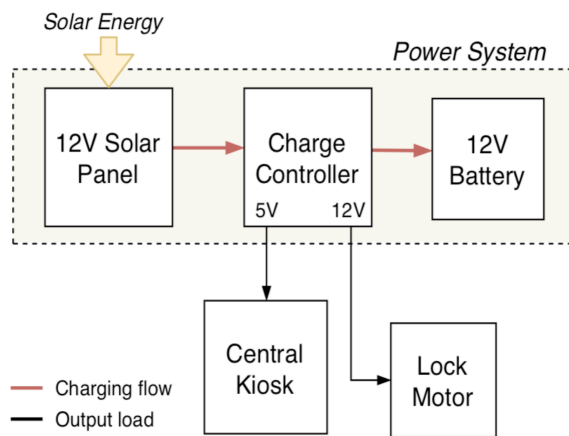 Solar Energy
Power System
12V Solar
Panel
Charge
Controller
5V 12V
12V
Battery
Central
Kiosk
Lock
Motor
Charging flow
Output load